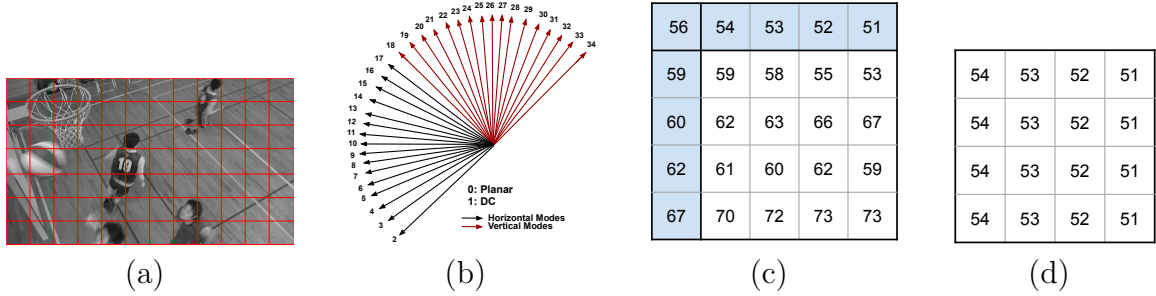 10
2
3
4
5
6
7
8
9
10
11
12
13
14
15
16
17
18
19
20
21
22
23
24
25
26
27
28
29
30
31
32
33
34
0: Planar
1: DC
Horizontal Modes
Vertical Modes
56 54 53 52 51
59 59 58 55 53
60 62 63 66 67
62 61 60 62 59
67 70 72 73 73
54 53 52 51
54 53 52 51
54 53 52 51
54 53 52 51
(a) (b) (c) (d)